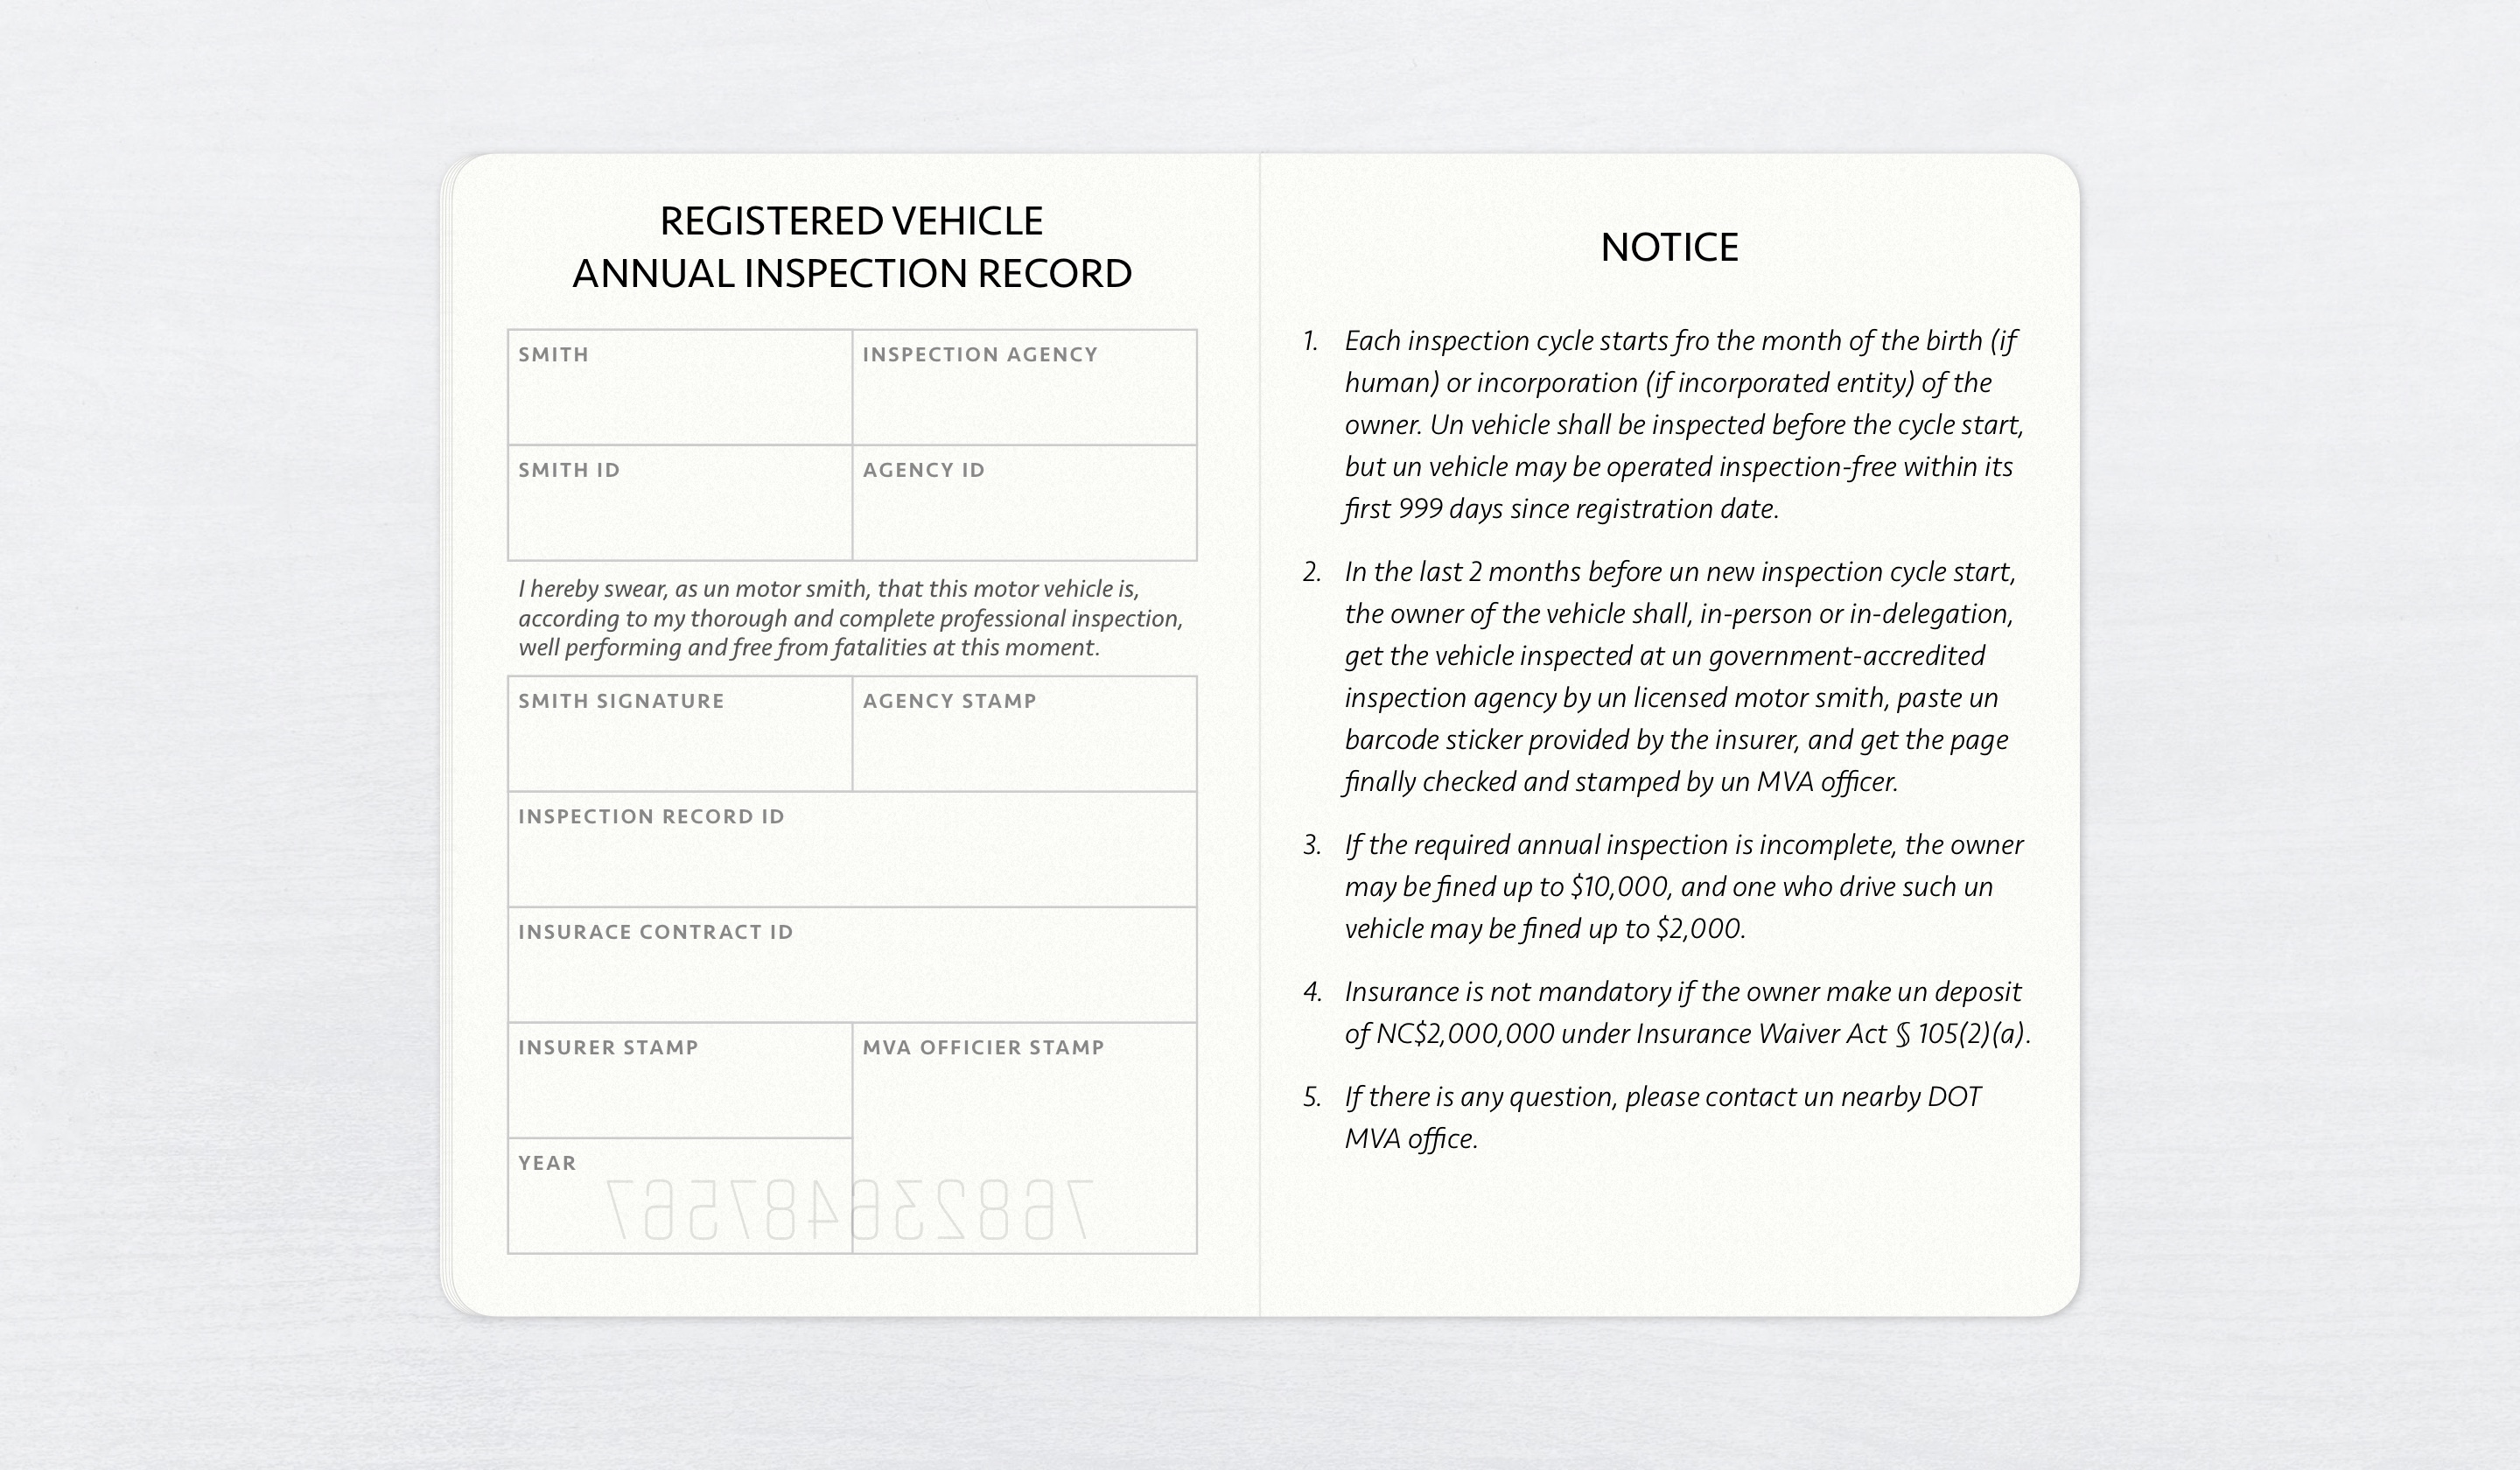 REGISTERED VEHICLE
ANNUAL INSPECTION RECORD
SMITH
INSPECTION AGENCY
SMITH ID
AGENCY ID
I hereby swear, as un motor smith, that this motor vehicle is,
according to my thorough and complete professional inspection,
well performing and free from fatalities at this moment.
SMITH SIGNATURE
AGENCY STAMP
INSPECTION RECORD ID
INSURACE CONTRACT ID
INSURER STAMP
MVA OFFICIER STAMP
YEAR
7682364875​67
NOTICE
1. Each inspection cycle starts fro the month of the birth (if
human) or incorporation (if incorporated entity) of the
owner. Un vehicle shall be inspected before the cycle start,
but un vehicle may be operated inspection-free within its
first 999 days since registration date.
2. In the last 2 months before un new inspection cycle start,
the owner of the vehicle shall, in-person or in-delegation,
get the vehicle inspected at un government-accredited
inspection agency by un licensed motor smith, paste un
barcode sticker provided by the insurer, and get the page
finally checked and stamped by un MVA officer.
3. If the required annual inspection is incomplete, the owner
may be fined up to $10,000, and one who drive such un
vehicle may be fined up to $2,000.
4. Insurance is not mandatory if the owner make un deposit
of NC$2,000,000 under Insurance Waiver Act § 105(2)(a).
5. If there is any question, please contact un nearby DOT
MVA office.